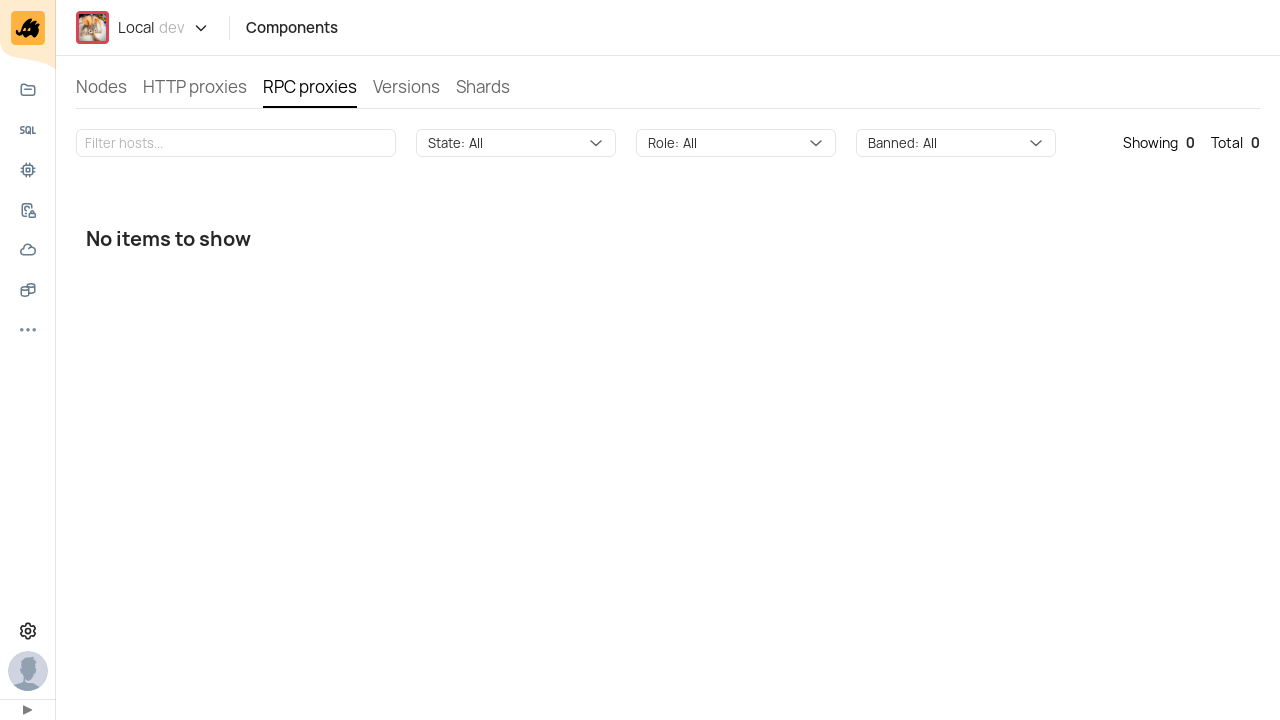 Local dev
Components
Nodes HTTP proxies RPC proxies Versions Shards
Filter hosts... State: All Role: All Banned: All Showing 0 Total 0
SQL
No items to show